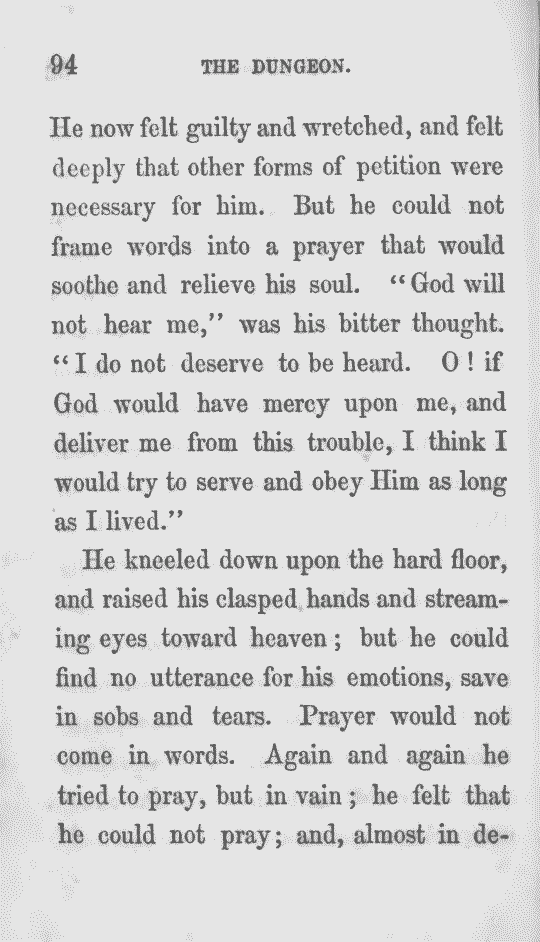 94 THE DUNGEON.
He now felt guilty and wretched, and felt
deeply that other forms of petition were
necessary for him. But he could not
frame words into a prayer that would
soothe and relieve his soul. “God will
not hear me,” was his bitter thought.
“I do not deserve to be heard. O! if
God would have mercy upon me, and
deliver me from this trouble, I think I
would try to serve and obey Him as long
as I lived.”
He kneeled down upon the hard floor,
and raised his clasped hands and stream-
ing eyes toward heaven; but he could
find no utterance for his emotions, save
in sobs and tears. Prayer would not
come in words. Again and again he
tried to pray, but in vain; he felt that
he could not pray; and, almost in de-